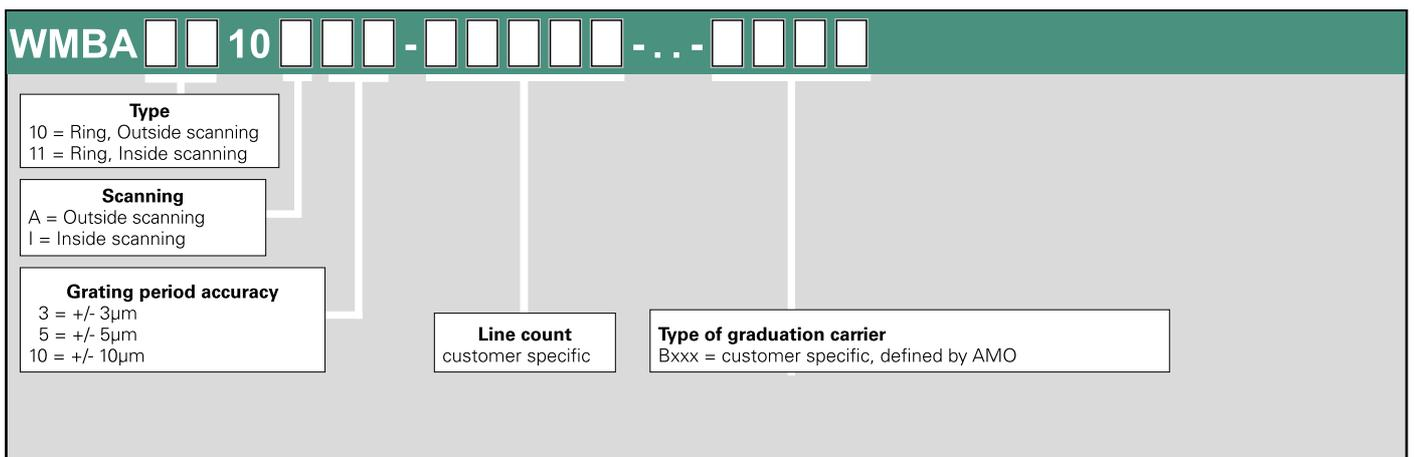 WMBA 10 - -..-
Type
10 = Ring, Outside scanning
11 = Ring, Inside scanning
Scanning
A = Outside scanning
I = Inside scanning
Grating period accuracy
3 = +/- 3µm
5 = +/- 5µm
10 = +/- 10µm
Line count
customer specific
Type of graduation carrier
Bxxx = customer specific, defined by AMO